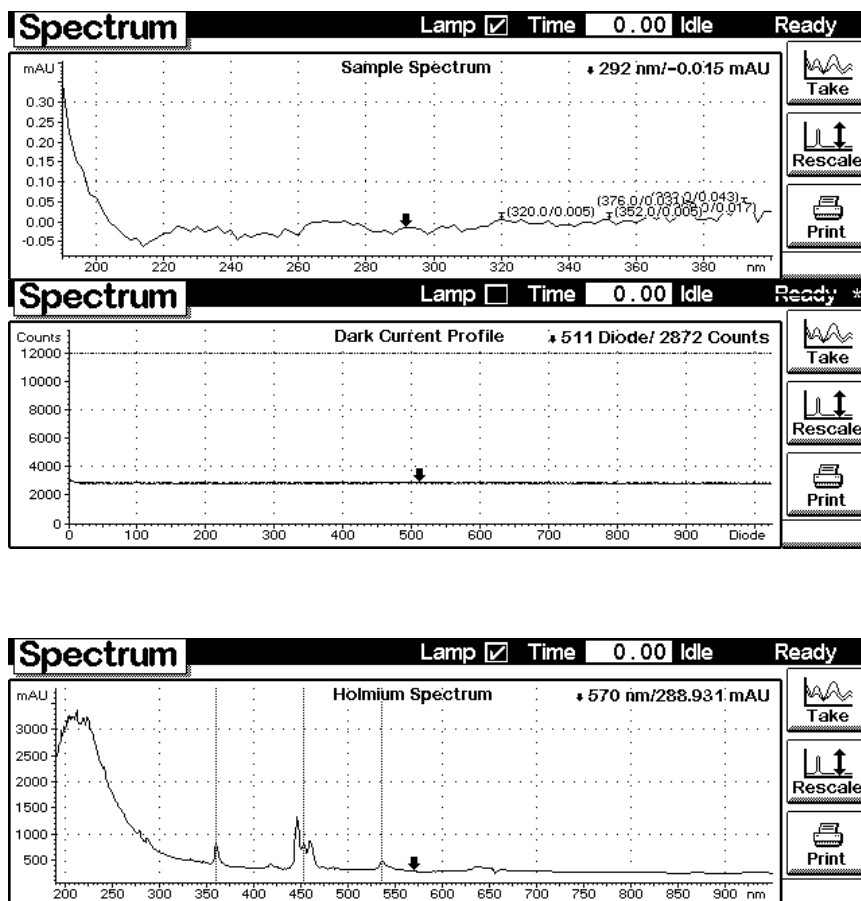 Spectrum Lamp Time 0.00 Idle Ready
mAU Sample Spectrum 292 nm/-0.015 mAU
Take
0.30
0.25
0.20
Rescale
0.15
0.10
0.05
0.00
-0.05
(376.0/0.031)
(320.0/0.005) (352.0/0.005)
Print
200 220 240 260 280 300 320 340 360 380 nm
Spectrum Lamp Time 0.00 Idle Ready *
Counts Dark Current Profile 511 Diode/ 2872 Counts
12000 Take
10000
8000
Rescale
6000
4000
2000 Print
0
0 100 200 300 400 500 600 700 800 900 Diode
Spectrum Lamp Time 0.00 Idle Ready
mAU Holmium Spectrum 570 nm/288.931 mAU
Take
3000
2500
2000
Rescale
1500
1000
500 Print
200 250 300 350 400 450 500 550 600 650 700 750 800 850 900 nm